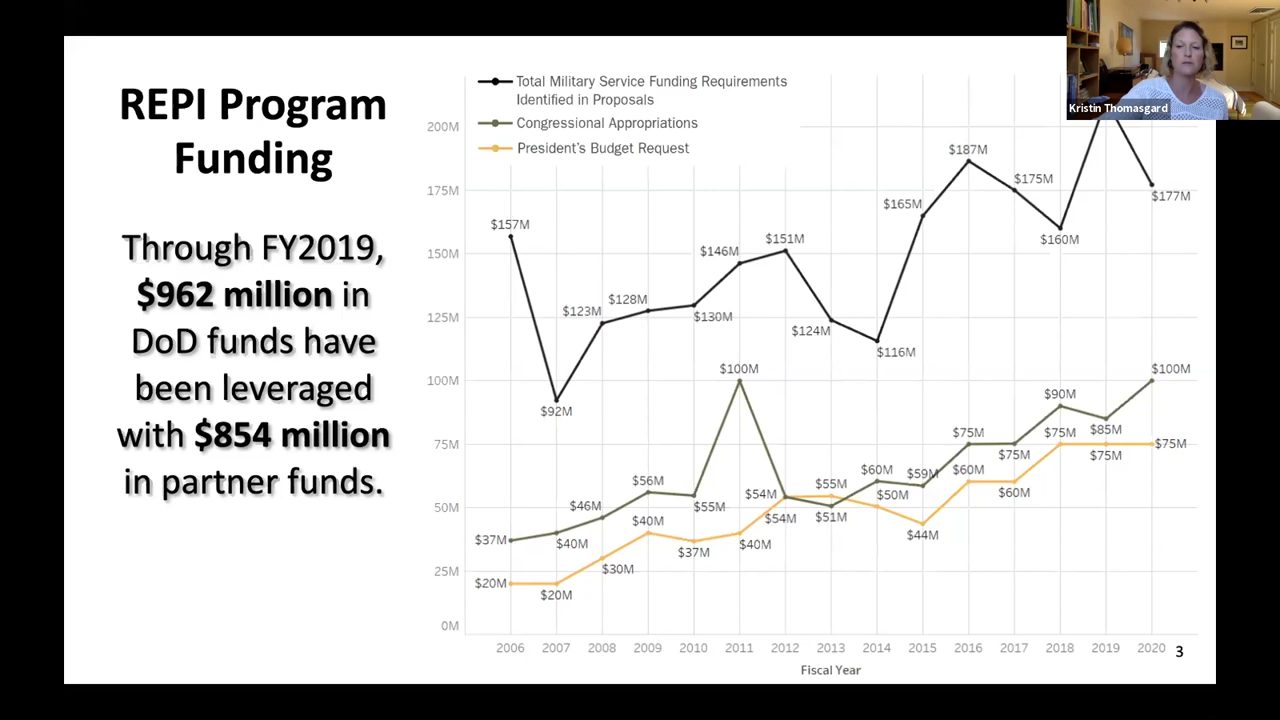 REPI Program
Funding
Through FY2019,
$962 million in
DoD funds have
been leveraged
with $854 million
in partner funds.
Total Military Service Funding Requirements
Identified in Proposals
Congressional Appropriations
President's Budget Request
Kristin Thomasgard
200M
175M
150M
125M
100M
75M
50M
25M
0M
$157M
$92M
$123M
$128M
$130M
$146M
$151M
$124M
$116M
$165M
$187M
$175M
$160M
$177M
$37M
$40M
$46M
$56M
$55M
$100M
$54M
$51M
$60M
$59M
$75M
$75M
$90M
$85M
$100M
$20M
$20M
$30M
$40M
$37M
$40M
$54M
$55M
$50M
$44M
$60M
$60M
$75M
$75M
$75M
2006 2007 2008 2009 2010 2011 2012 2013 2014 2015 2016 2017 2018 2019 2020
Fiscal Year
3